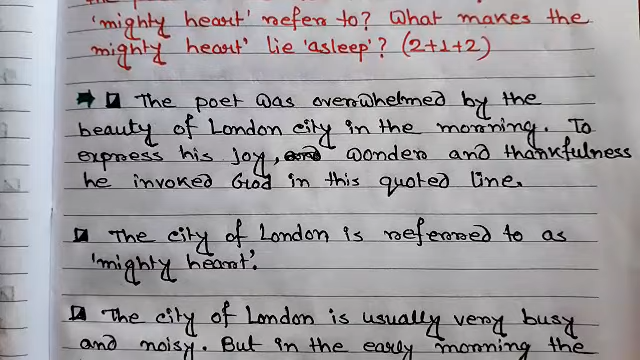 'mighty heart' refer to? What makes the
mighty heart' lie 'asleep'? (2+1+2)
The poet was overwhelmed by the
beauty of London city in the morning. To
express his joy, wonder and thankfulness
he invoked God in this quoted line.
The city of London is referred to as
'mighty heart'.
The city of London is usually very busy
and noisy. But in the early morning the